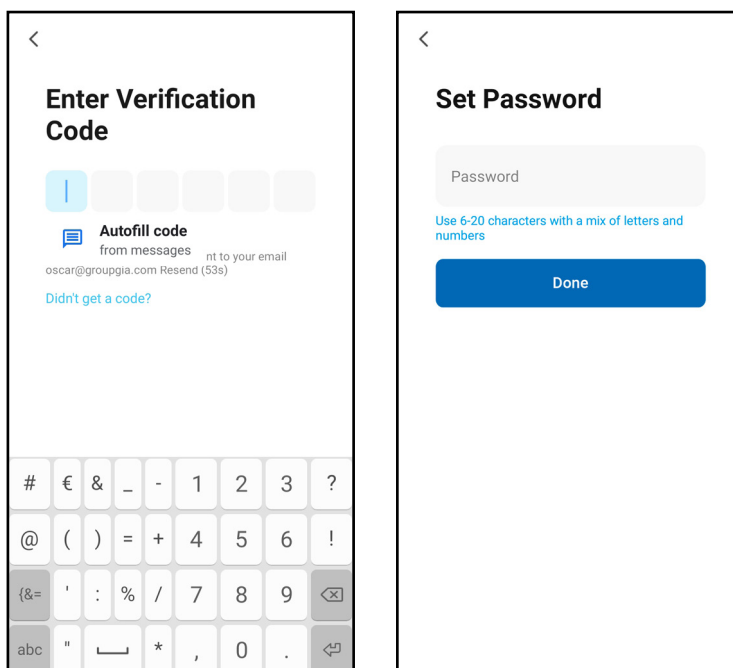 Enter Verification
Code
Autofill code
from messages
nt to your email
oscar@groupgia.com Resend (53s)
Didn't get a code?
# € & _ - 1 2 3 ?
@ ( ) = + 4 5 6 !
{&= ' : % / 7 8 9
abc " * , 0 .
Set Password
Password
Use 6-20 characters with a mix of letters and
numbers
Done